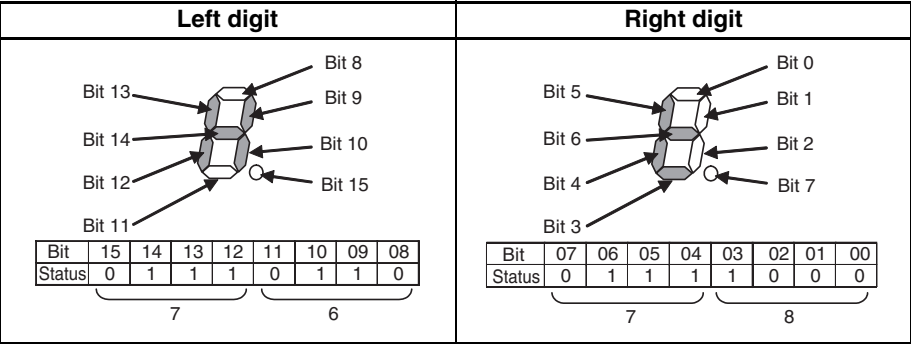 Left digit
Right digit
Bit 8
Bit 13
Bit 9
Bit 14
Bit 10
Bit 12
Bit 15
Bit 11
Bit 15 14 13 12 11 10 09 08
Status 0 1 1 1 0 1 1 0
7 6
Bit 0
Bit 5
Bit 1
Bit 6
Bit 2
Bit 4
Bit 7
Bit 3
Bit 07 06 05 04 03 02 01 00
Status 0 1 1 1 1 0 0 0
7 8